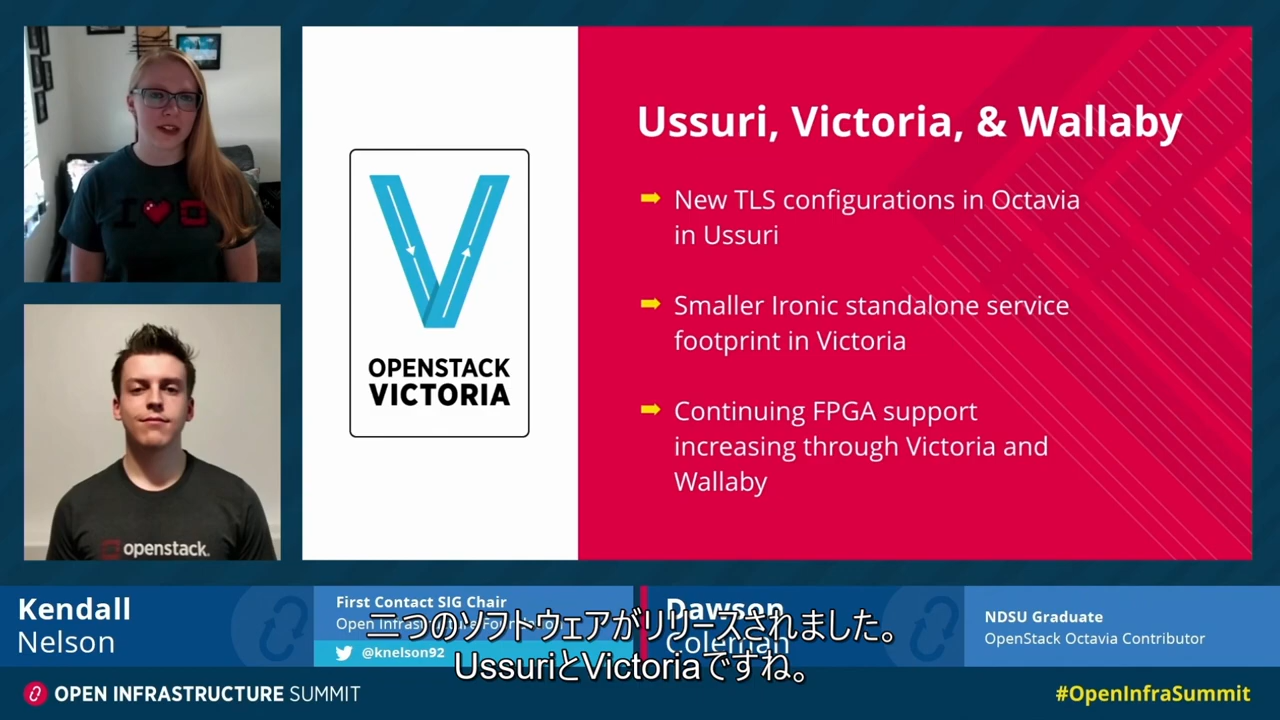 Ussuri, Victoria, & Wallaby
New TLS configurations in Octavia
in Ussuri
Smaller Ironic standalone service
footprint in Victoria
Continuing FPGA support
increasing through Victoria and
Wallaby
OPENSTACK
VICTORIA
openstack.
Kendall
Nelson
First Contact SIG Chair
Open
@knelson92
Dawson
Coleman
NDSU Graduate
OpenStack Octavia Contributor
二つのソフトウェアがリリースされました。
UssuriとVictoriaですね。
OPEN INFRASTRUCTURE SUMMIT
#OpenInfraSummit